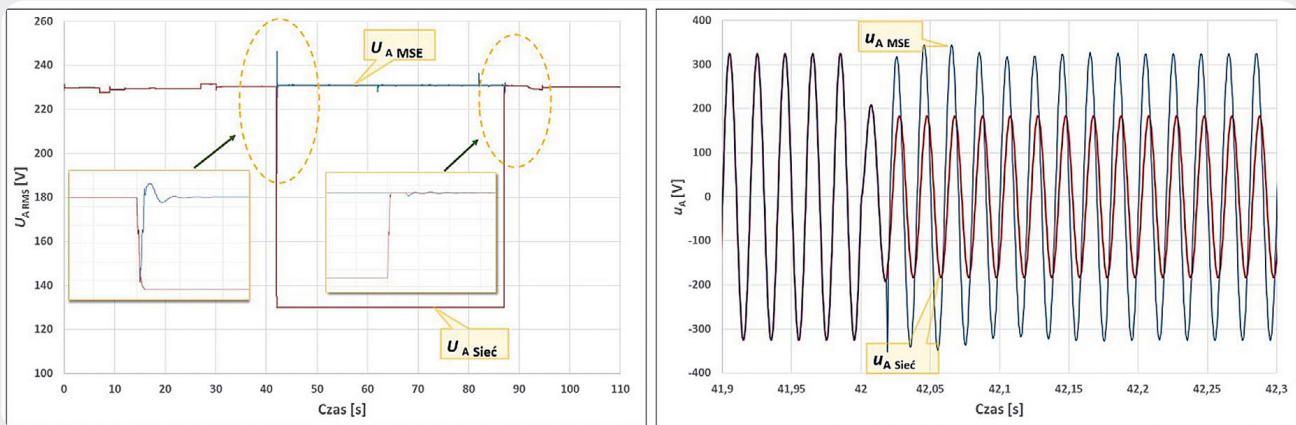 260
240
220
200
180
160
140
120
100
U A RMS [V]
0 10 20 30 40 50 60 70 80 90 100 110
Czas [s]
U A MSE
U A Sieć
400
300
200
100
0
-100
-200
-300
-400
u A [V]
41,9 41,95 42 42,05 42,1 42,15 42,2 42,25 42,3
Czas [s]
u A MSE
u A Sieć